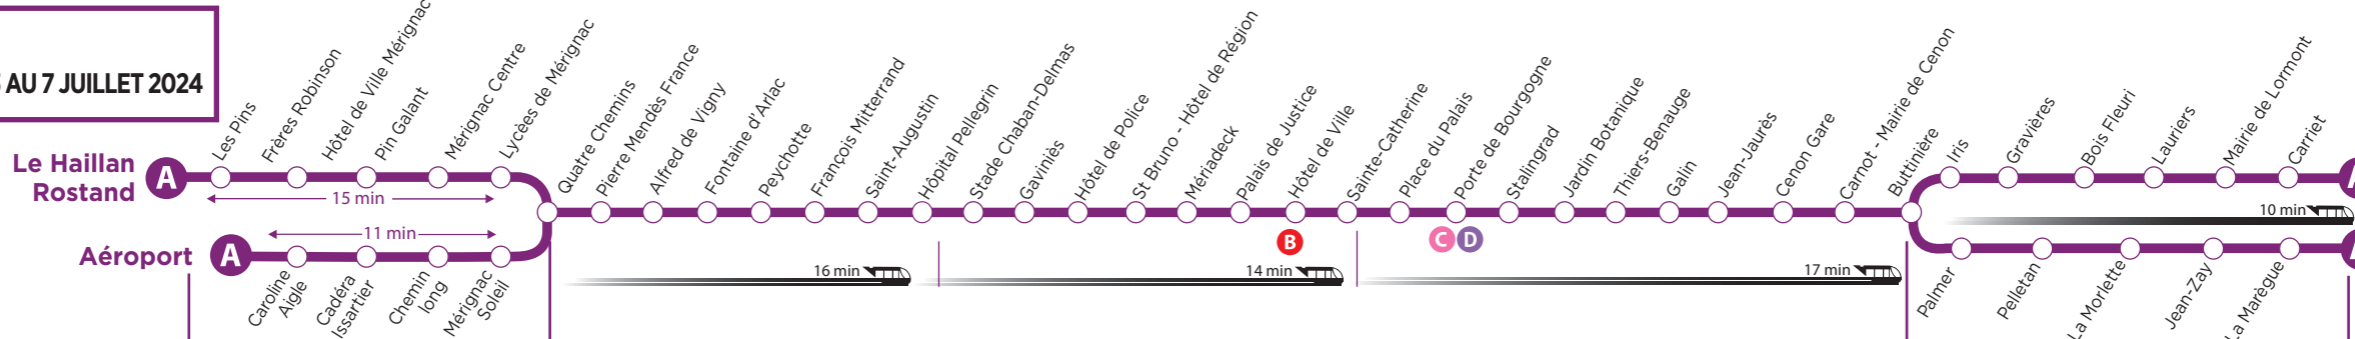 AU 7 JUILLET 2024
Le Haillan
Rostand
A
Les Pins
Frères Robinson
Hôtel de Ville Mérignac
Pin Galant
Mérignac Centre
Lycées de Mérignac
15 min
Aéroport
A
Caroline
Aigle
Cadéra
Issartier
Chemin
long
Mérignac
Soleil
11 min
Quatre Chemins
Pierre Mendès France
Alfred de Vigny
Fontaine d'Arlac
Peychotte
François Mitterrand
Saint-Augustin
Hôpital Pellegrin
Stade Chaban-Delmas
Gaviniès
Hôtel de Police
St Bruno - Hôtel de Région
Mériadeck
Palais de Justice
Hôtel de Ville
B
Sainte-Catherine
Place du Palais
Porte de Bourgogne
C D
Stalingrad
Jardin Botanique
Thiers-Benauge
Galin
Jean-Jaurès
Cenon Gare
Carnot - Mairie de Cenon
Buttinière
16 min
14 min
17 min
Iris
Gravières
Bois Fleuri
Lauriers
Mairie de Lormont
Carriet
10 min
Palmer
Pelletan
La Morlette
Jean-Zay
La Marègue